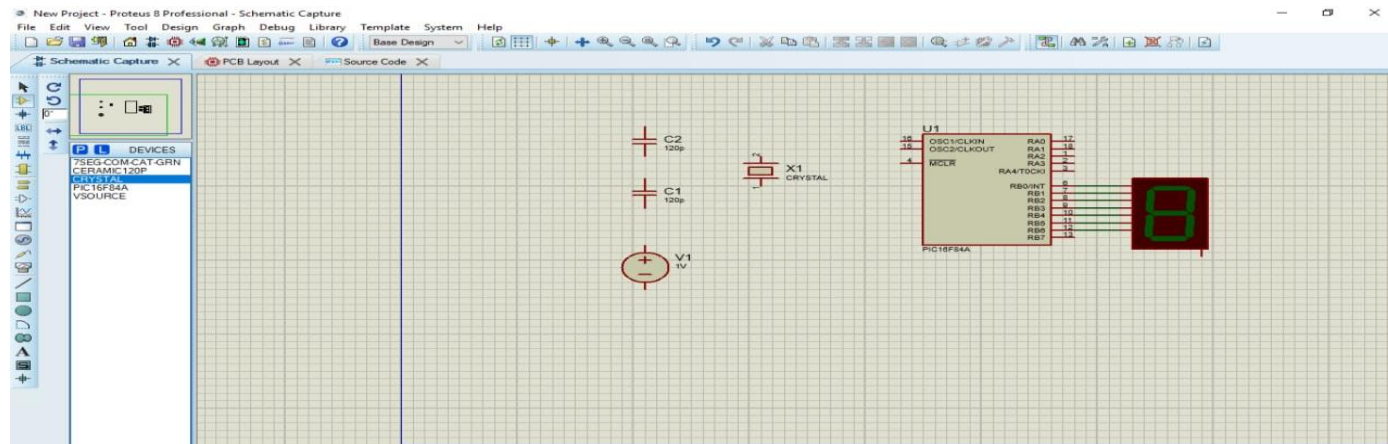 New Project - Proteus 8 Professional - Schematic Capture
File Edit View Tool Design Graph Debug Library Template System Help
Base Design
Schematic Capture PCB Layout Source Code
0°
P L DEVICES
7SEG-COM-CAT-GRN
CERAMIC120P
CRYSTAL
PIC16F84A
VSOURCE
C2
120p
C1
120p
V1
1V
2
X1
CRYSTAL
1
U1
16 OSC1/CLKIN RA0 17
15 OSC2/CLKOUT RA1 18
RA2 1
4 MCLR RA3 2
RA4/T0CKI 3
RB0/INT 6
RB1 7
RB2 8
RB3 9
RB4 10
RB5 11
RB6 12
RB7 13
PIC16F84A